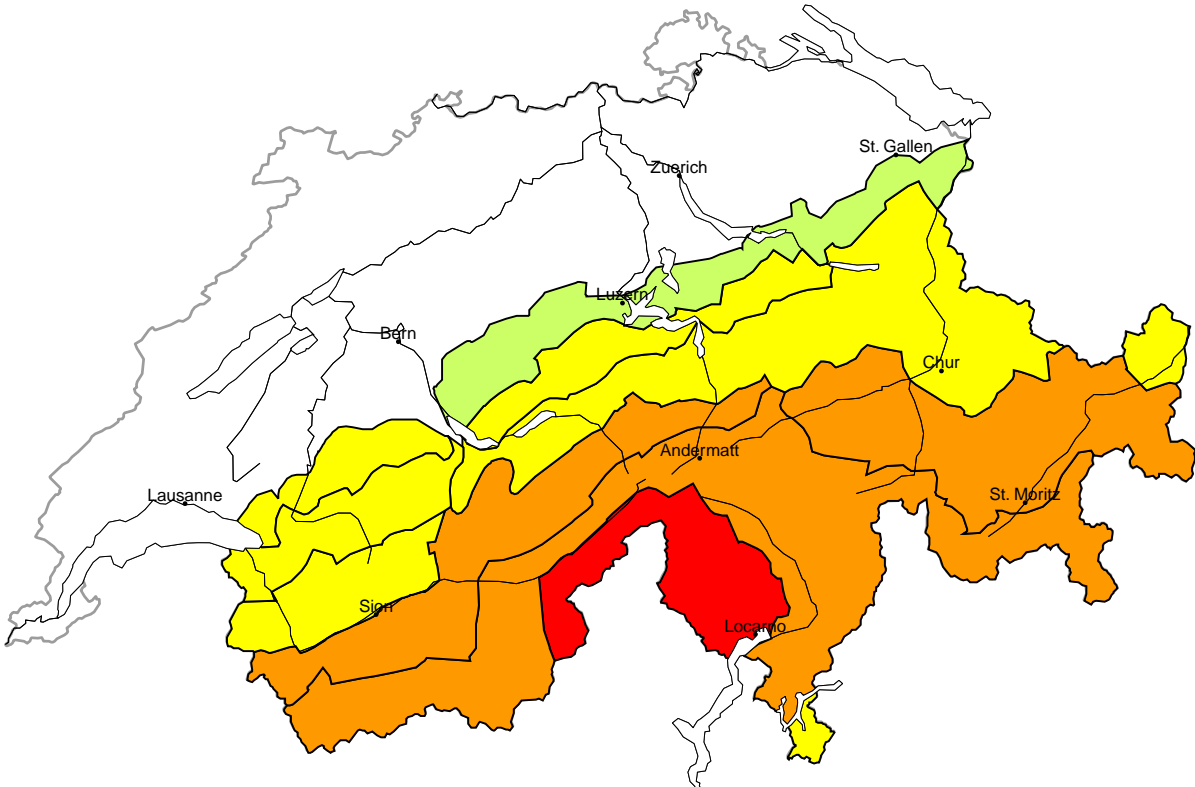 St. Gallen
Zuerich
Luzern
Bern
Chur
Andermatt
Lausanne
St. Moritz
Sion
Locarno